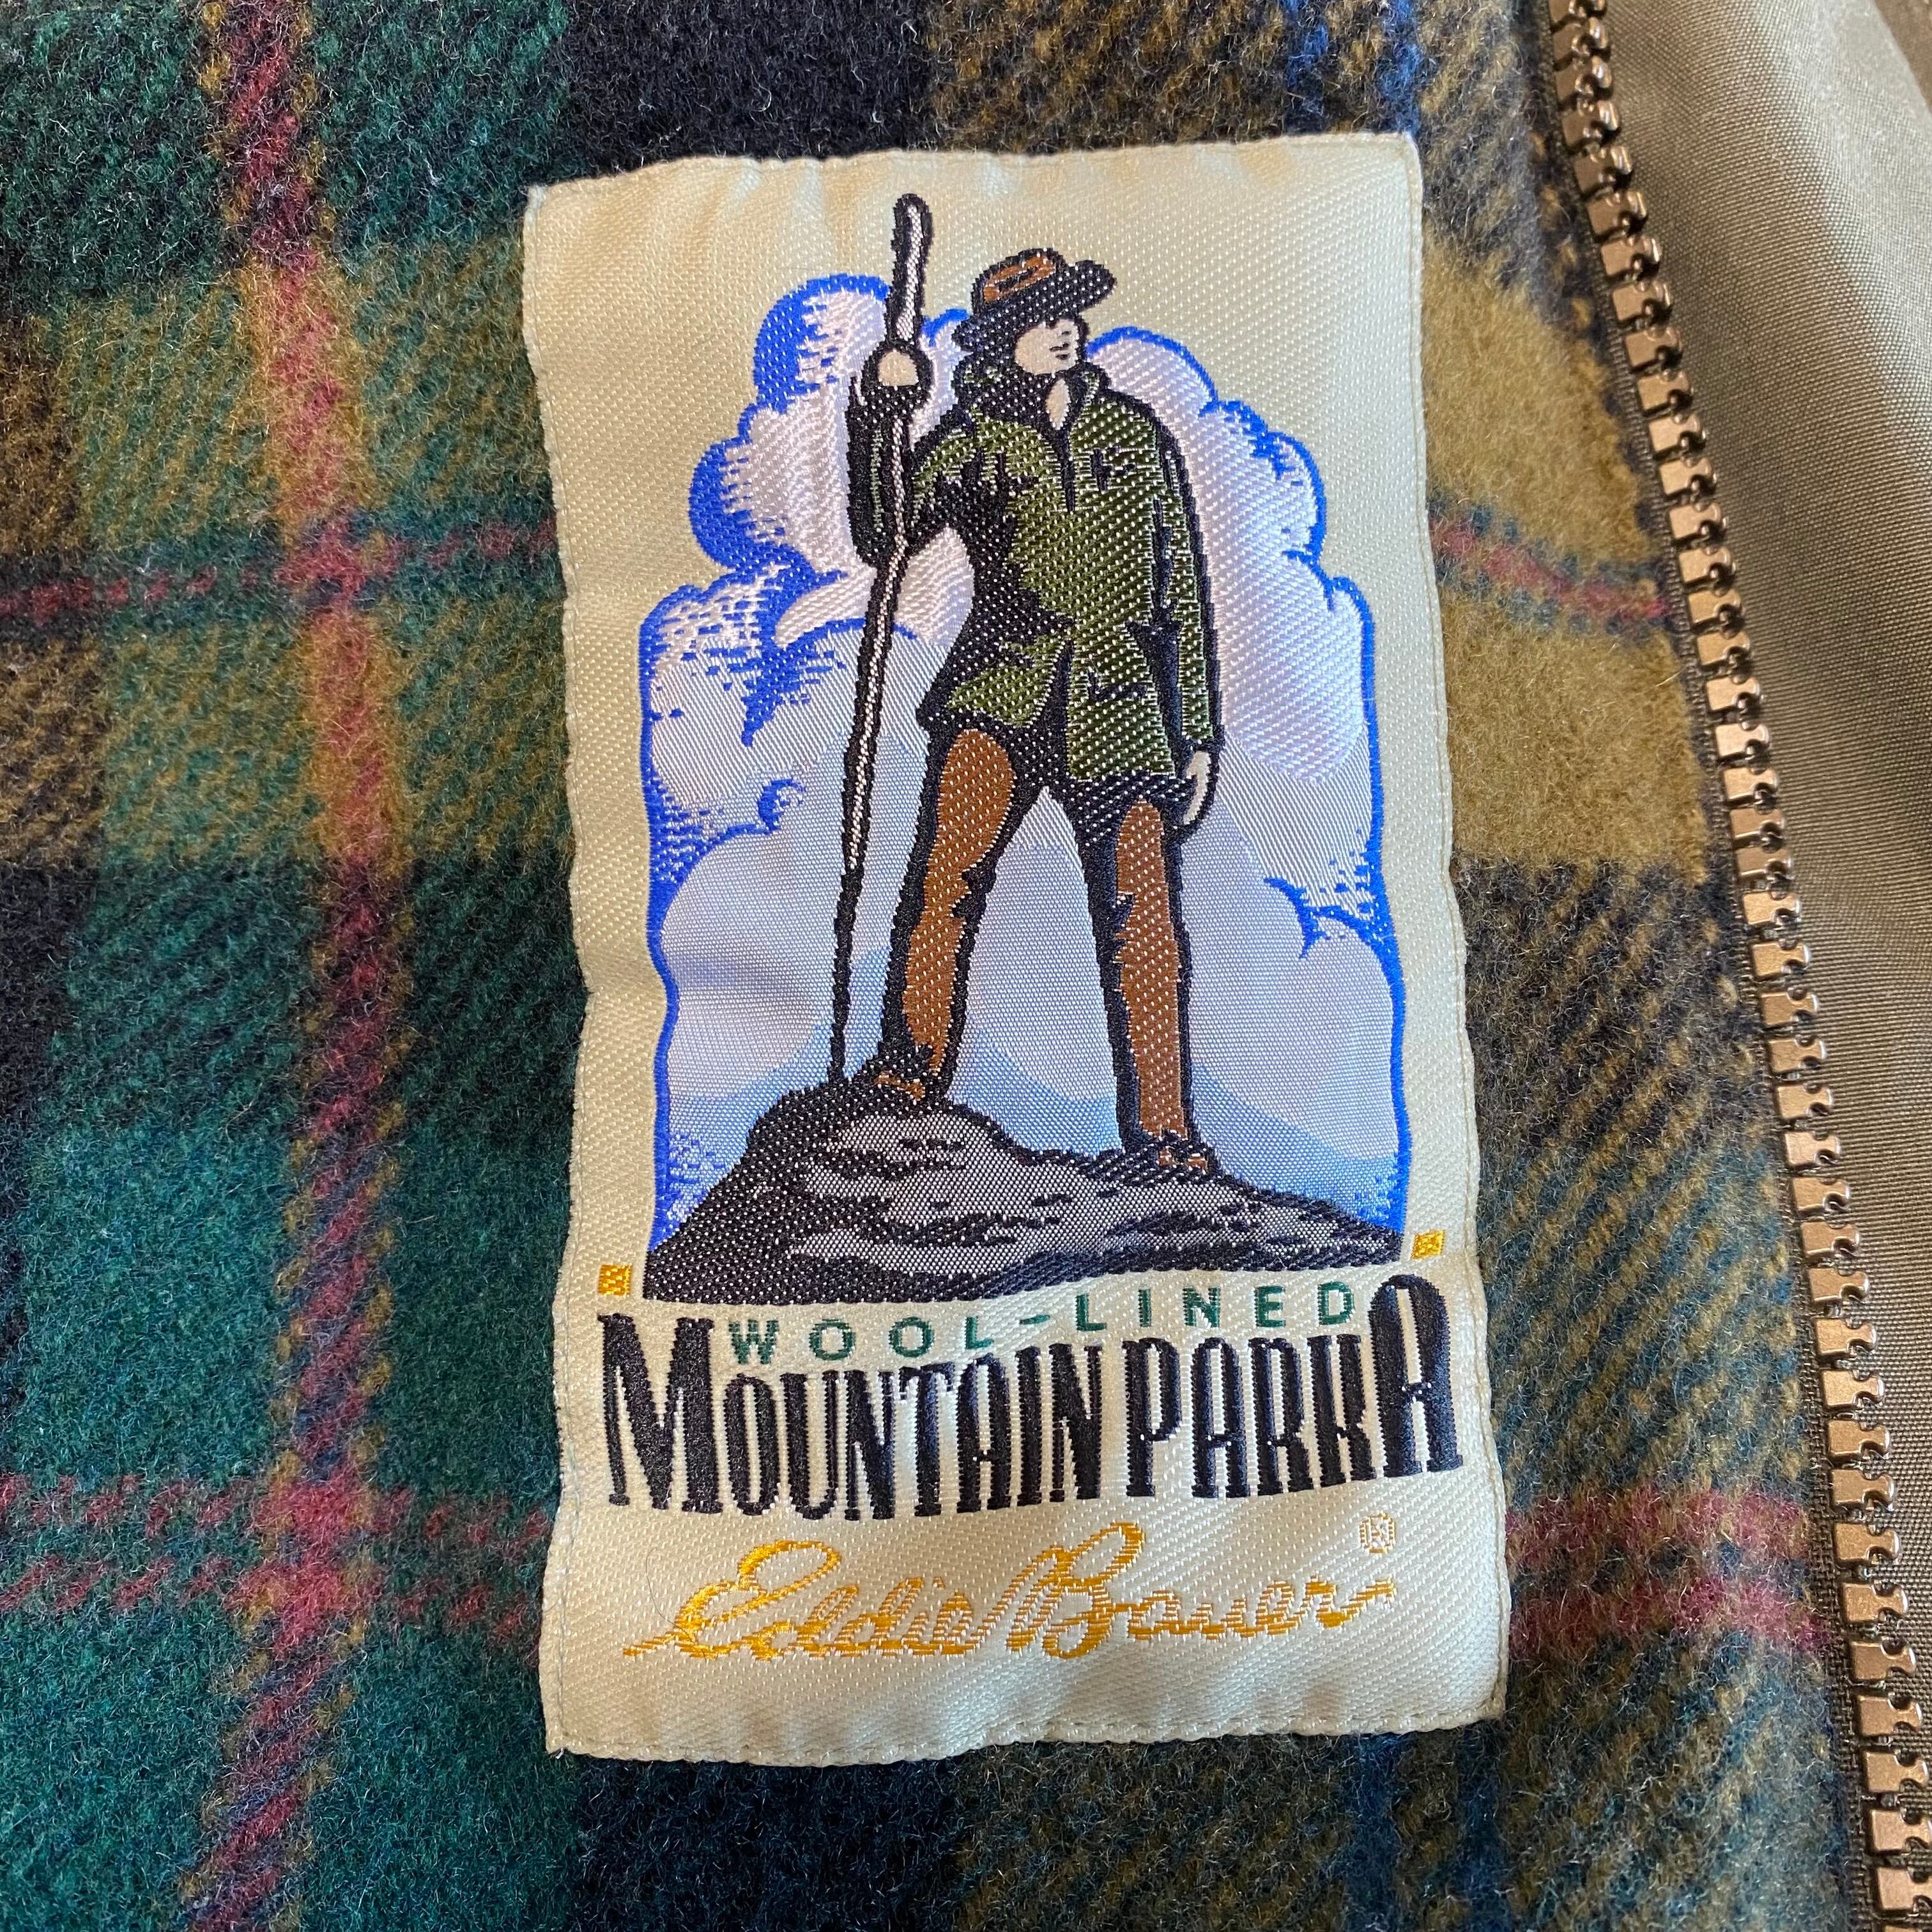 WOOL-LINED
MOUNTAIN PARKA
Eddie Bauer®